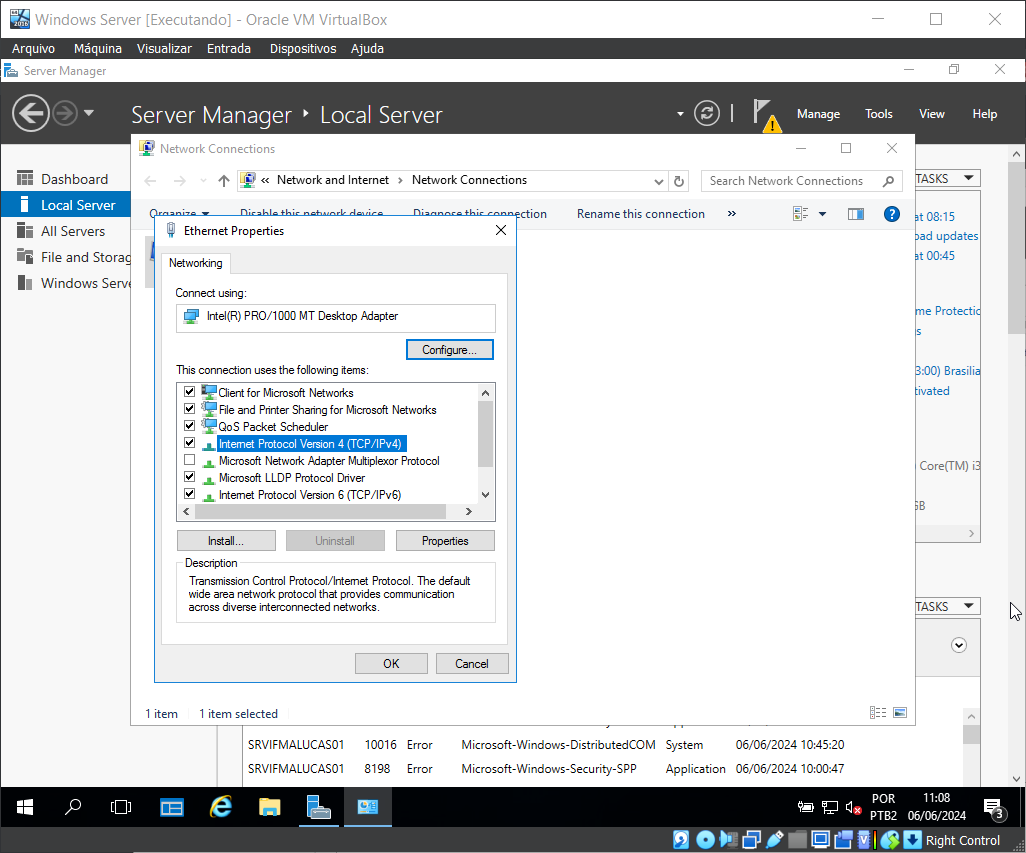 Windows Server [Executando] - Oracle VM VirtualBox
Arquivo Máquina Visualizar Entrada Dispositivos Ajuda
Server Manager
Server Manager Local Server
Manage Tools View Help
Network Connections
« Network and Internet Network Connections
Search Network Connections
TASKS
Dashboard
Local Server
All Servers
File and Storag
Windows Serve
Organize Disable this network device Diagnose this connection Rename this connection »
Ethernet Properties
Networking
Connect using:
Intel(R) PRO/1000 MT Desktop Adapter
Configure...
This connection uses the following items:
Client for Microsoft Networks
File and Printer Sharing for Microsoft Networks
QoS Packet Scheduler
Internet Protocol Version 4 (TCP/IPv4)
Microsoft Network Adapter Multiplexor Protocol
Microsoft LLDP Protocol Driver
Internet Protocol Version 6 (TCP/IPv6)
Install... Uninstall Properties
Description
Transmission Control Protocol/Internet Protocol. The default
wide area network protocol that provides communication
across diverse interconnected networks.
OK Cancel
at 08:15
oad updates
at 00:45
me Protectic
s
3:00) Brasilia
tivated
Core(TM) i3
GB
TASKS
1 item 1 item selected
SRVIFMALUCAS01 10016 Error Microsoft-Windows-DistributedCOM System 06/06/2024 10:45:20
SRVIFMALUCAS01 8198 Error Microsoft-Windows-Security-SPP Application 06/06/2024 10:00:47
POR 11:08
PTB2 06/06/2024
3
Right Control